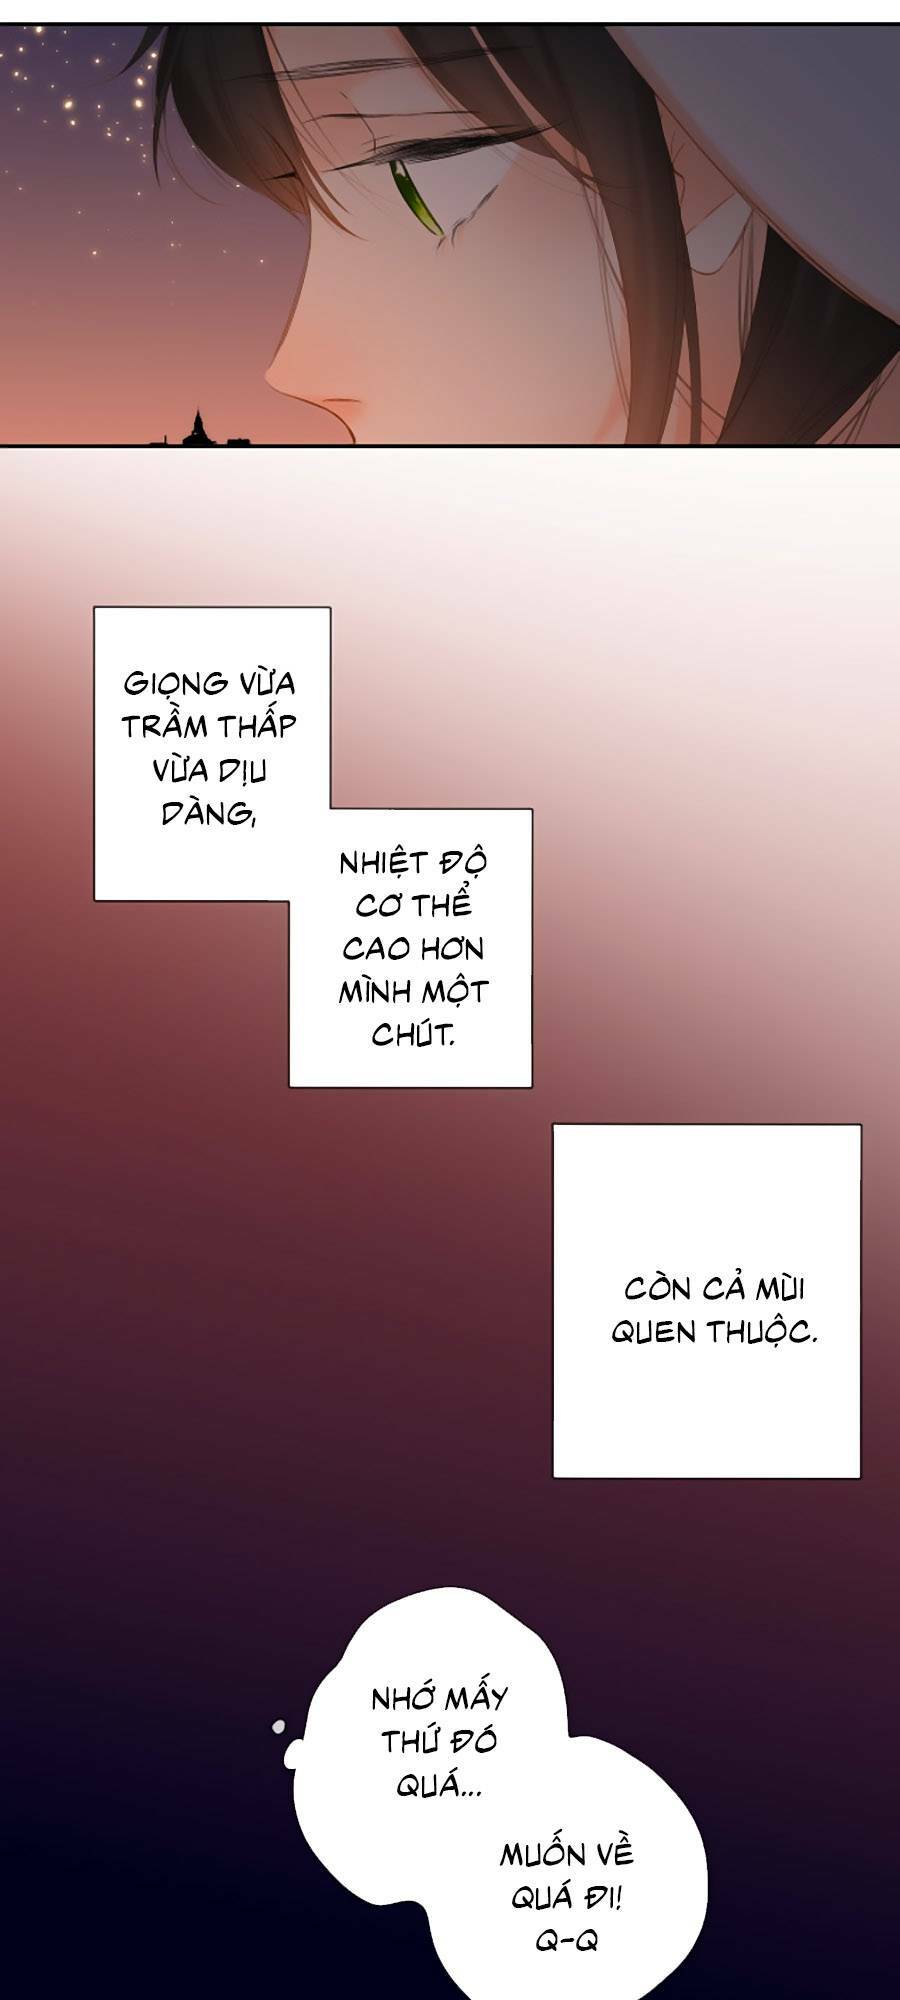 GIỌNG VỪA
TRẦM THẤP
VỪA DỊU
DÀNG,
NHIỆT ĐỘ
CƠ THỂ
CAO HƠN
MÌNH MỘT
CHÚT.
CÒN CẢ MÙI
QUEN THUỘC.
NHỚ MẤY
THỨ ĐÓ
QUÁ...
MUỐN VỀ
QUÁ ĐI!
Q-Q